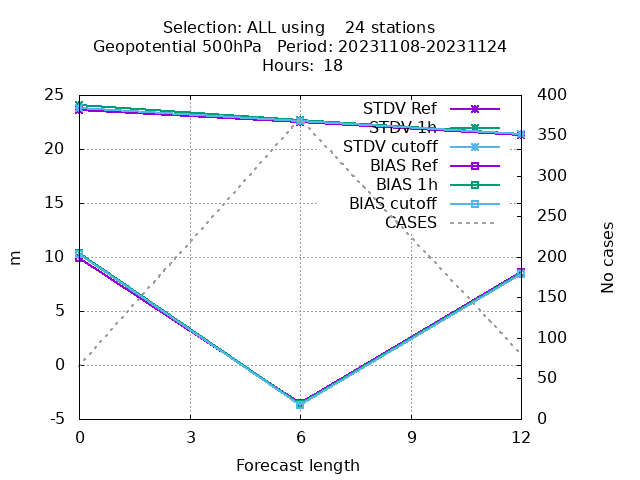 Selection: ALL using    24 stations
Geopotential 500hPa   Period: 20231108-20231124
Hours: 18
25
20
15
10
5
0
-5
m
400
350
300
250
200
150
100
50
0
No cases
STDV Ref
STDV 1h
STDV cutoff
BIAS Ref
BIAS 1h
BIAS cutoff
CASES
0 3 6 9 12
Forecast length